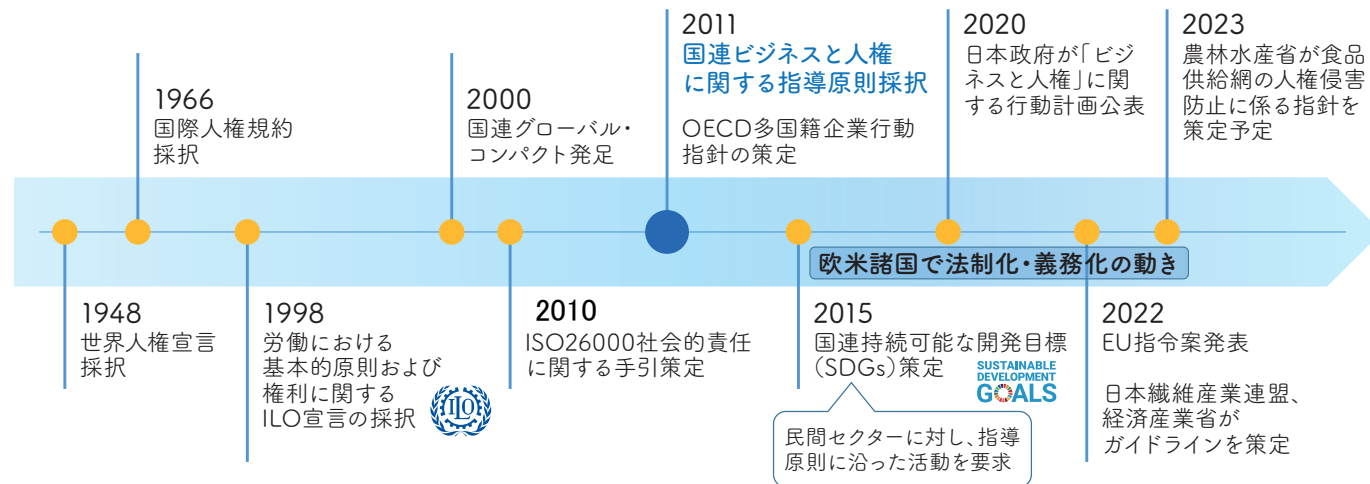 1948
世界人権宣言
採択
1966
国際人権規約
採択
1998
労働における
基本的原則および
権利に関する
ILO宣言の採択
ILO
2000
国連グローバル・
コンパクト発足
2010
ISO26000社会的責任
に関する手引策定
2011
国連ビジネスと人権
に関する指導原則採択
OECD多国籍企業行動
指針の策定
2015
国連持続可能な開発目標
(SDGs)策定
SUSTAINABLE
DEVELOPMENT
GOALS
民間セクターに対し、指導
原則に沿った活動を要求
欧米諸国で法制化・義務化の動き
2020
日本政府が「ビジ
ネスと人権」に関
する行動計画公表
2022
EU指令案発表
日本繊維産業連盟、
経済産業省が
ガイドラインを策定
2023
農林水産省が食品
供給網の人権侵害
防止に係る指針を
策定予定